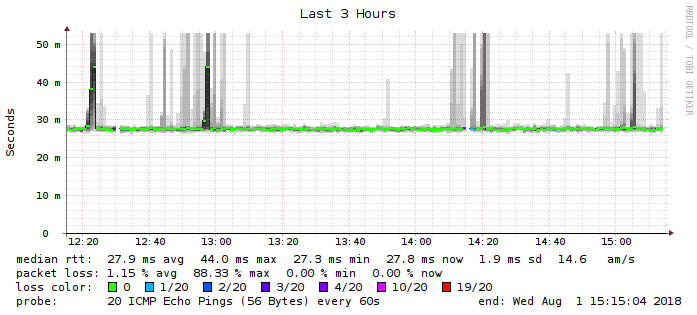 Last 3 Hours
RRDTOOL / TOBI OETIKER
Seconds
50 m
40 m
30 m
20 m
10 m
0
12:20 12:40 13:00 13:20 13:40 14:00 14:20 14:40 15:00
median rtt: 27.9 ms avg 44.0 ms max 27.3 ms min 27.8 ms now 1.9 ms sd 14.6 am/s
packet loss: 1.15 % avg 88.33 % max 0.00 % min 0.00 % now
loss color: 0 1/20 2/20 3/20 4/20 10/20 19/20
probe: 20 ICMP Echo Pings (56 Bytes) every 60s end: Wed Aug 1 15:15:04 2018